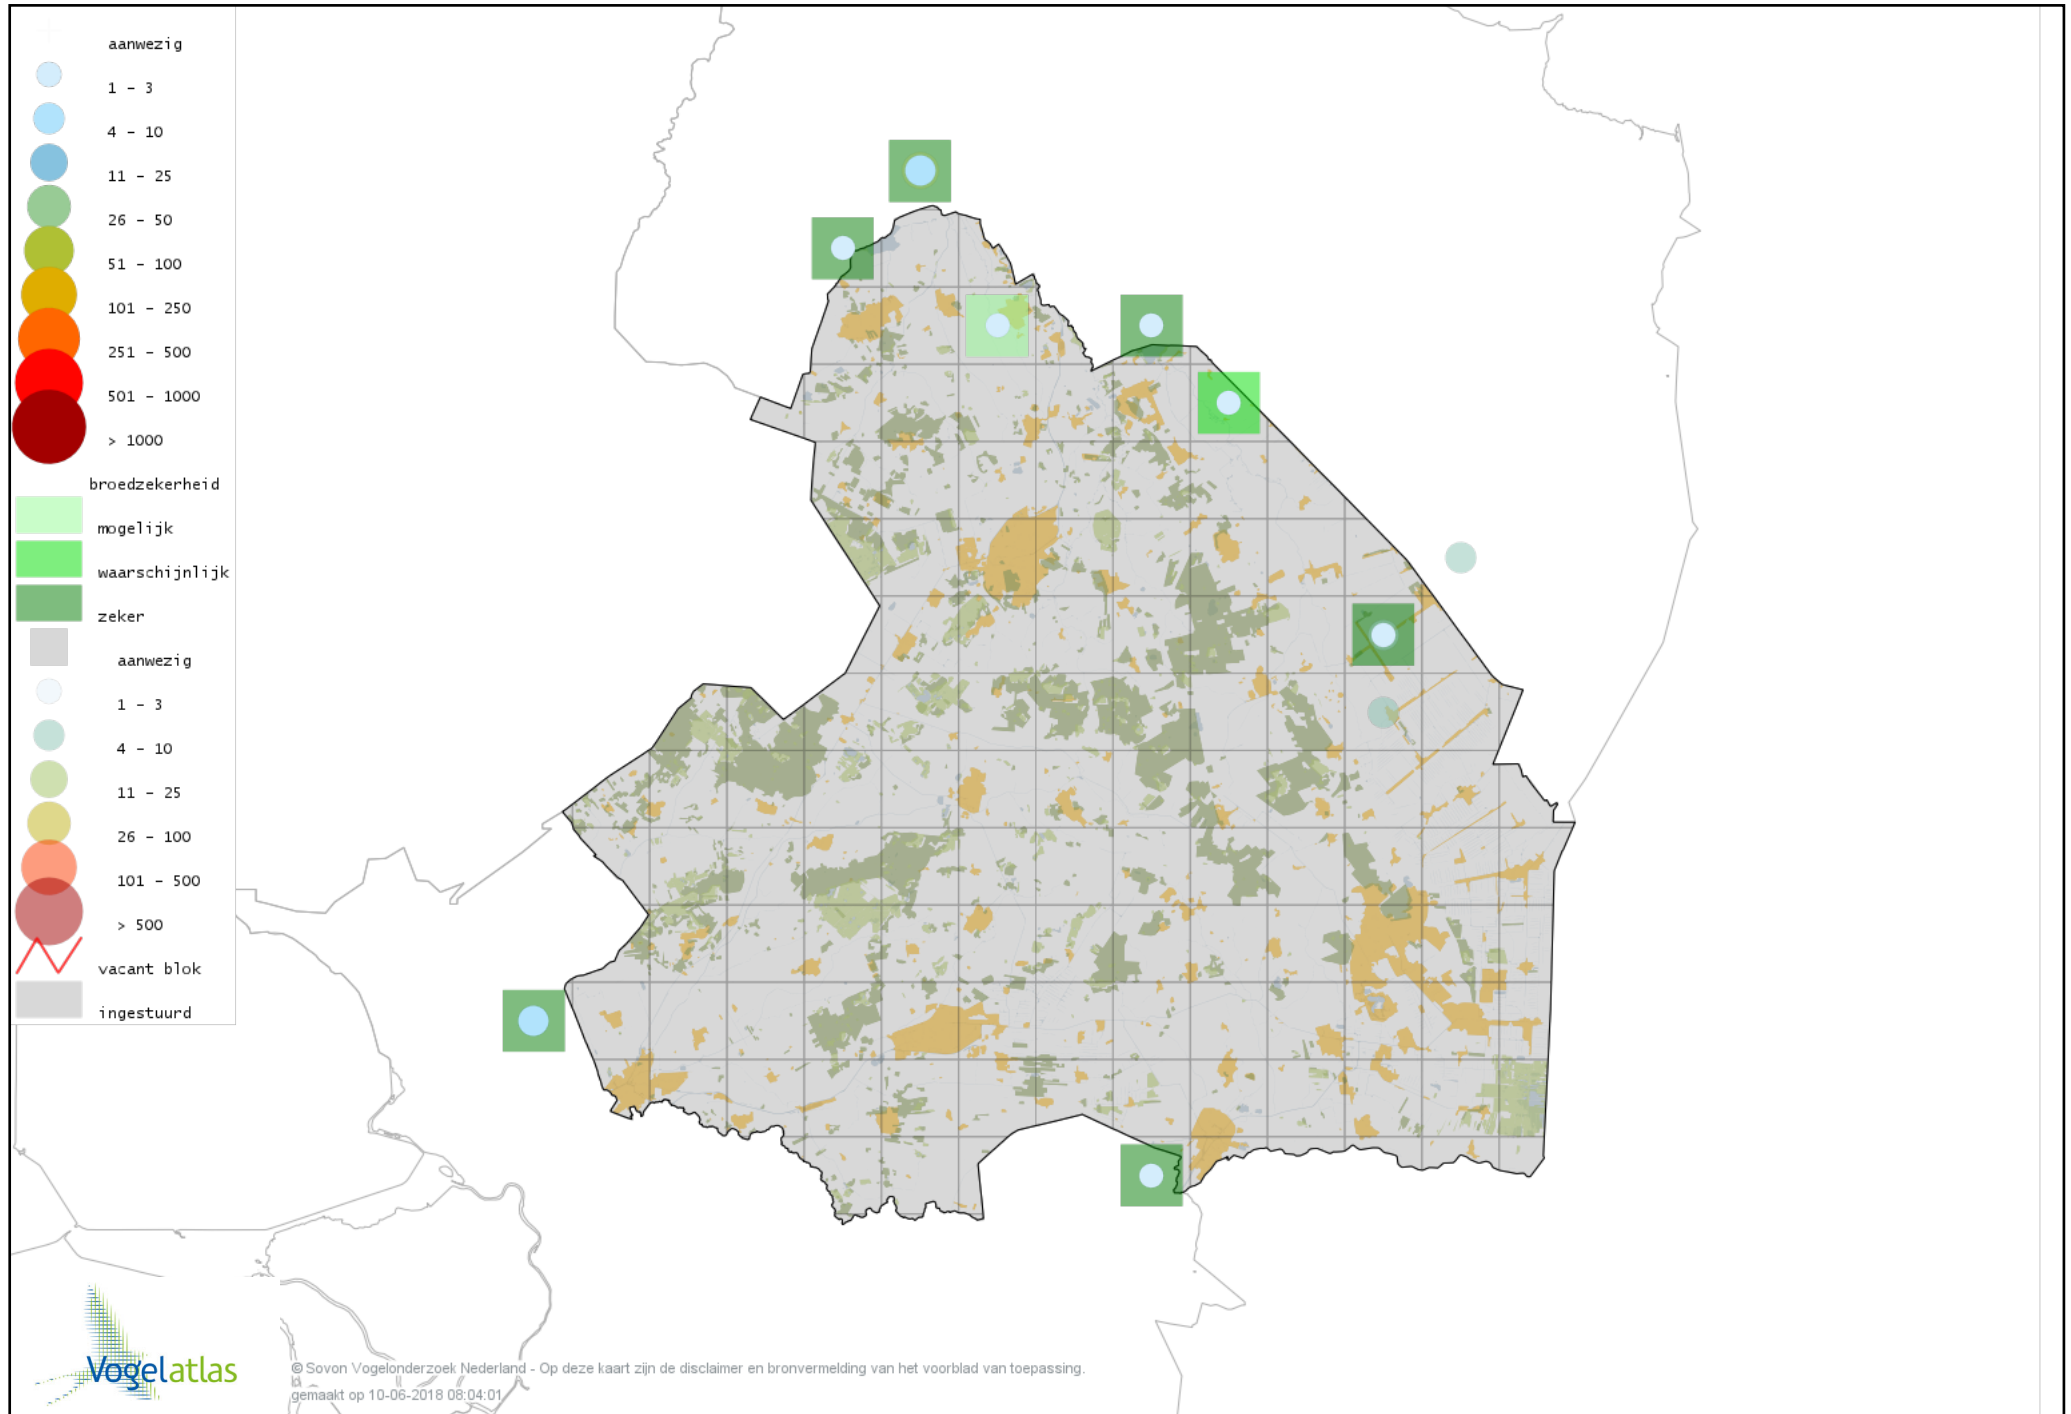 aanwezig
1 - 3
4 - 10
11 - 25
26 - 50
51 - 100
101 - 250
251 - 500
501 - 1000
> 1000
broedzekerheid
mogelijk
waarschijnlijk
zeker
aanwezig
1 - 3
4 - 10
11 - 25
26 - 100
101 - 500
> 500
vacant blok
ingestuurd
Vogelatlas
© Sovon Vogelonderzoek Nederland - Op deze kaart zijn de disclaimer en bronvermelding van het voorblad van toepassing.
gemaakt op 10-06-2018 08:04:01